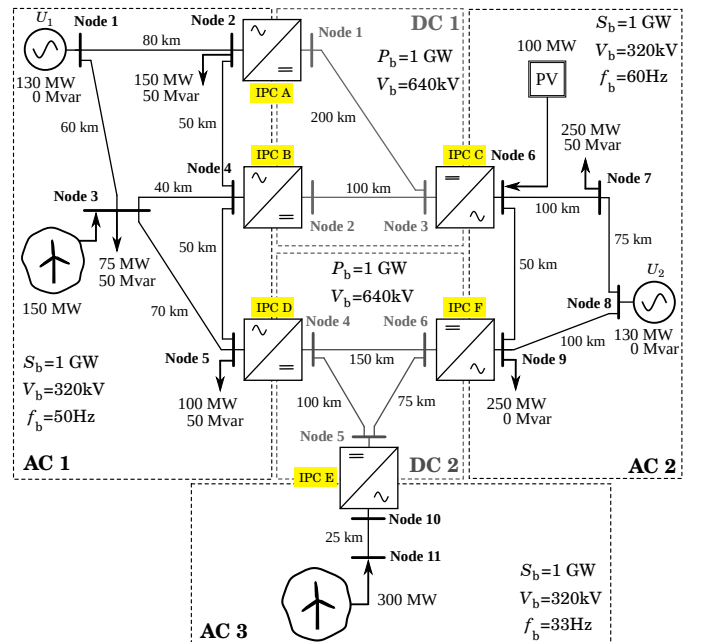 U1
Node 1
80 km
Node 2
130 MW
0 Mvar
150 MW
50 Mvar
IPC A
60 km
50 km
Node 4
IPC B
Node 3
40 km
75 MW
50 Mvar
150 MW
50 km
70 km
IPC D
Node 5
100 MW
50 Mvar
Sb=1 GW
Vb=320kV
fb=50Hz
AC 1
DC 1
Node 1
Pb=1 GW
Vb=640kV
200 km
100 km
Node 2
Node 3
IPC C
Pb=1 GW
Vb=640kV
Node 4
Node 6
IPC F
150 km
100 km
75 km
Node 5
DC 2
IPC E
Sb=1 GW
Vb=320kV
fb=60Hz
100 MW
PV
250 MW
50 Mvar
Node 6
Node 7
100 km
75 km
50 km
U2
Node 8
130 MW
0 Mvar
100 km
Node 9
250 MW
0 Mvar
AC 2
Node 10
25 km
Node 11
300 MW
Sb=1 GW
Vb=320kV
fb=33Hz
AC 3